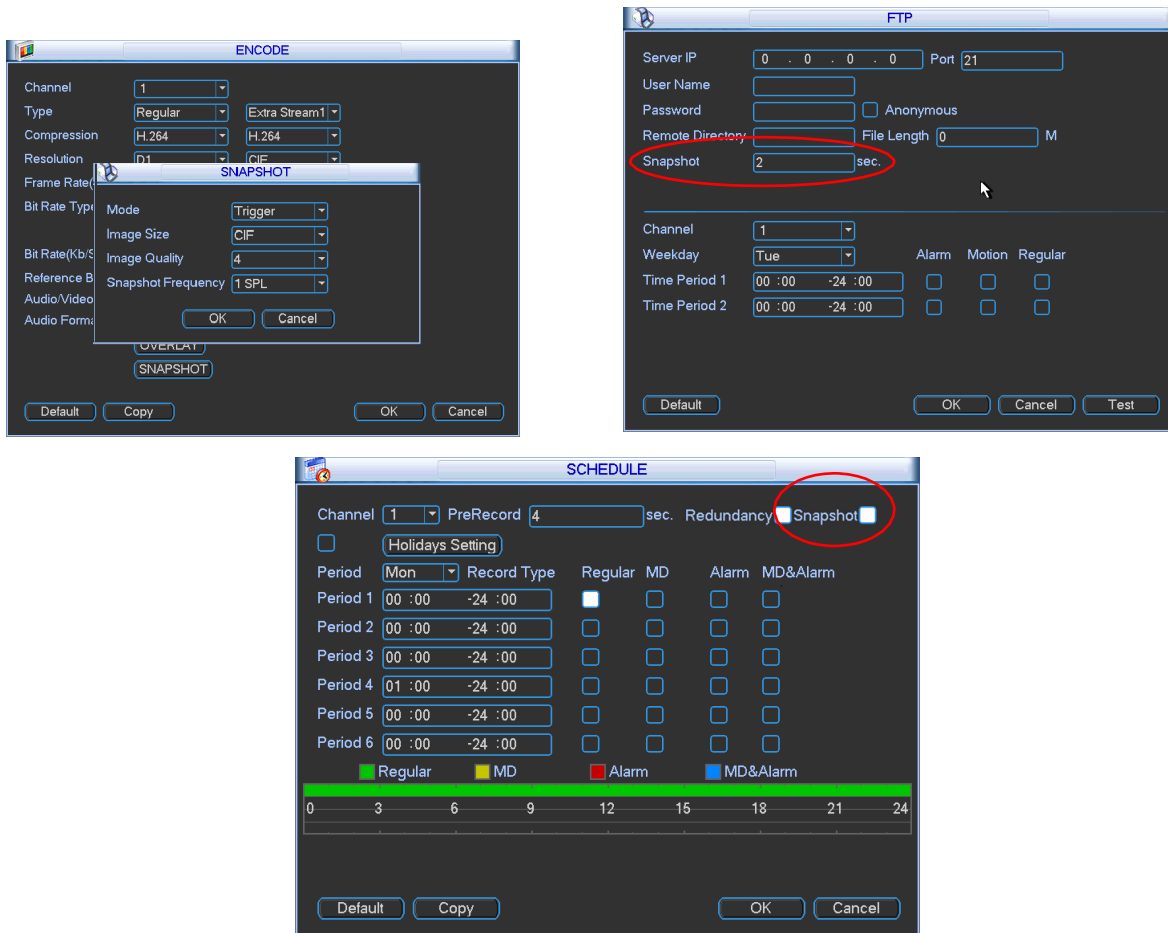 ENCODE
Channel 1
Type Regular Extra Stream1
Compression H.264 H.264
Resolution D1 CIF
Frame Rate(
Bit Rate Type
Bit Rate(Kb/S
Reference B
Audio/Video
Audio Forma
SNAPSHOT
Mode Trigger
Image Size CIF
Image Quality 4
Snapshot Frequency 1 SPL
OK Cancel
OVERLAY
SNAPSHOT
Default Copy OK Cancel
FTP
Server IP 0 . 0 . 0 . 0 Port 21
User Name
Password Anonymous
Remote Directory File Length 0 M
Snapshot 2 sec.
Channel 1
Weekday Tue Alarm Motion Regular
Time Period 1 00 :00 -24 :00
Time Period 2 00 :00 -24 :00
Default OK Cancel Test
SCHEDULE
Channel 1 PreRecord 4 sec. Redundancy Snapshot
Holidays Setting
Period Mon Record Type Regular MD Alarm MD&Alarm
Period 1 00 :00 -24 :00
Period 2 00 :00 -24 :00
Period 3 00 :00 -24 :00
Period 4 01 :00 -24 :00
Period 5 00 :00 -24 :00
Period 6 00 :00 -24 :00
Regular MD Alarm MD&Alarm
0 3 6 9 12 15 18 21 24
Default Copy OK Cancel